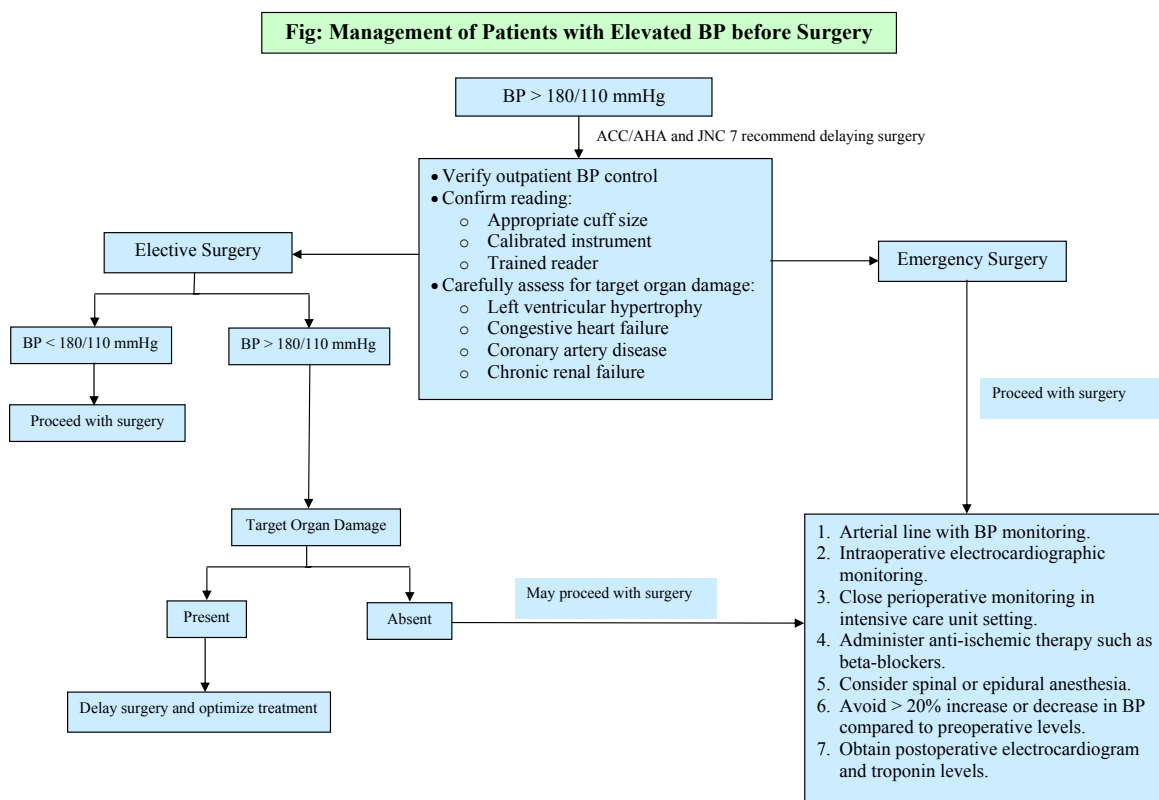 Fig: Management of Patients with Elevated BP before Surgery
BP > 180/110 mmHg
ACC/AHA and JNC 7 recommend delaying surgery
• Verify outpatient BP control
• Confirm reading:
o Appropriate cuff size
o Calibrated instrument
o Trained reader
• Carefully assess for target organ damage:
o Left ventricular hypertrophy
o Congestive heart failure
o Coronary artery disease
o Chronic renal failure
Elective Surgery
Emergency Surgery
BP < 180/110 mmHg
BP > 180/110 mmHg
Proceed with surgery
Proceed with surgery
Target Organ Damage
Present
Absent
May proceed with surgery
Delay surgery and optimize treatment
1. Arterial line with BP monitoring.
2. Intraoperative electrocardiographic
monitoring.
3. Close perioperative monitoring in
intensive care unit setting.
4. Administer anti-ischemic therapy such as
beta-blockers.
5. Consider spinal or epidural anesthesia.
6. Avoid > 20% increase or decrease in BP
compared to preoperative levels.
7. Obtain postoperative electrocardiogram
and troponin levels.